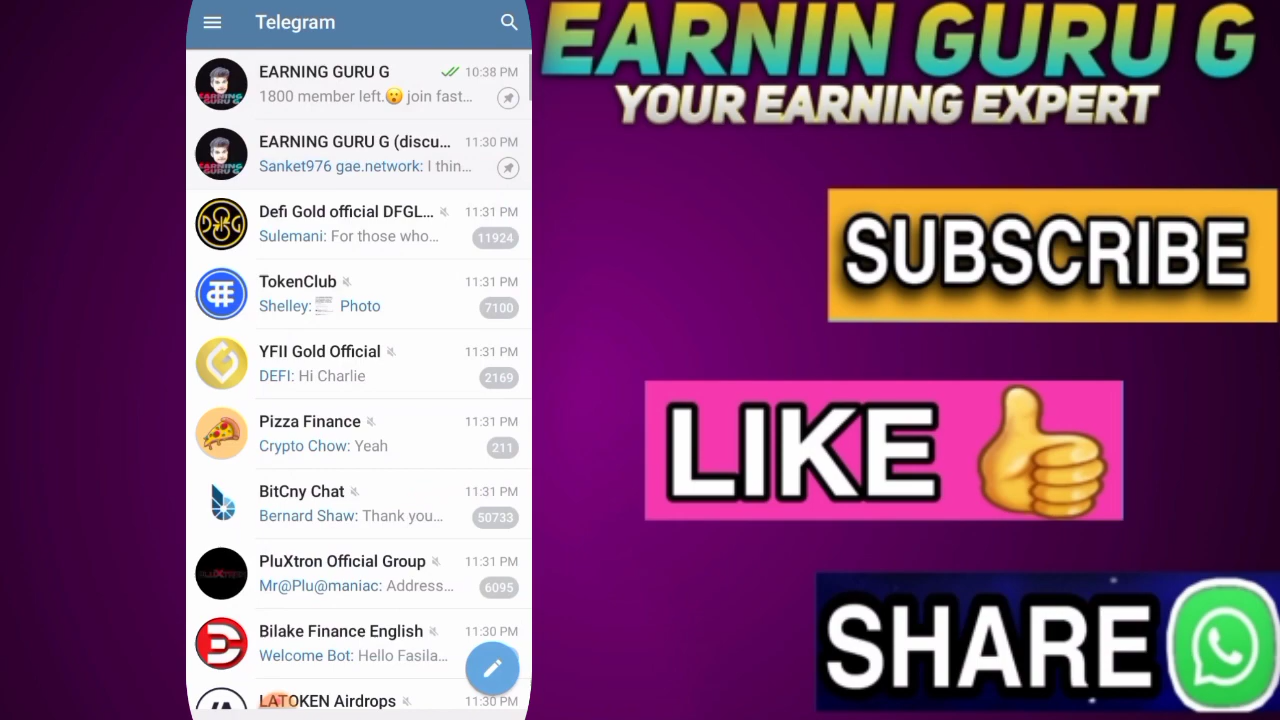 Telegram
EARNING GURU G 10:38 PM
1800 member left.😮 join fast...
EARNING GURU G (discu... 11:30 PM
Sanket976 gae.network: I thin...
Defi Gold official DFGL... 11:31 PM
Sulemani: For those who... 11924
TokenClub 11:31 PM
Shelley: Photo 7100
YFII Gold Official 11:31 PM
DEFI: Hi Charlie 2169
Pizza Finance 11:31 PM
Crypto Chow: Yeah 211
BitCny Chat 11:31 PM
Bernard Shaw: Thank you... 50733
PluXtron Official Group 11:31 PM
Mr@Plu@maniac: Address... 6095
Bilake Finance English 11:30 PM
Welcome Bot: Hello Fasila...
LATOKEN Airdrops 11:30 PM
EARNIN GURU G
YOUR EARNING EXPERT
SUBSCRIBE
LIKE 👍
SHARE